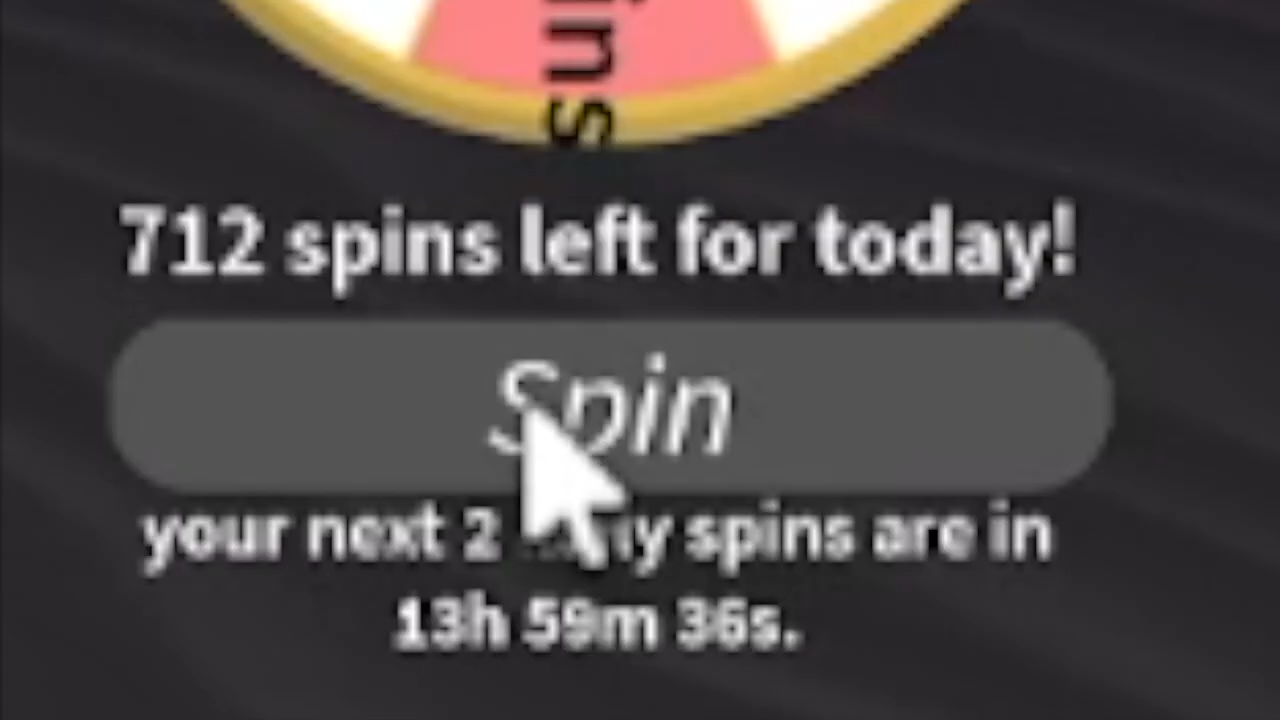 712 spins left for today!
Spin
your next 2 spins are in
13h 59m 36s.